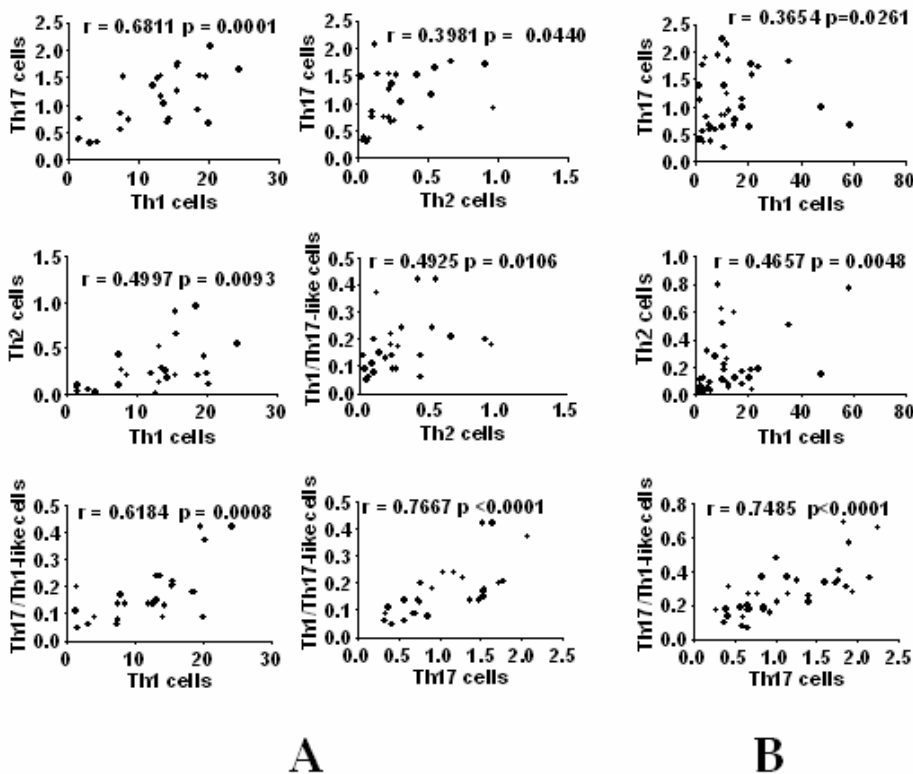 r = 0.6811 p = 0.0001
Th17 cells
2.5
2.0
1.5
1.0
0.5
0.0
0 10 20 30
Th1 cells
r = 0.3981 p = 0.0440
Th17 cells
2.5
2.0
1.5
1.0
0.5
0.0
0.0 0.5 1.0 1.5
Th2 cells
r = 0.3654 p=0.0261
Th17 cells
2.5
2.0
1.5
1.0
0.5
0.0
0 20 40 60 80
Th1 cells
r = 0.4997 p = 0.0093
Th2 cells
1.5
1.0
0.5
0.0
0 10 20 30
Th1 cells
r = 0.4925 p = 0.0106
Th1/Th17-like cells
0.5
0.4
0.3
0.2
0.1
0.0
0.0 0.5 1.0 1.5
Th2 cells
r = 0.4657 p = 0.0048
Th2 cells
1.0
0.8
0.6
0.4
0.2
0.0
0 20 40 60 80
Th1 cells
r = 0.6184 p = 0.0008
Th17/Th1-like cells
0.5
0.4
0.3
0.2
0.1
0.0
0 10 20 30
Th1 cells
r = 0.7667 p <0.0001
Th1/Th17-like cells
0.5
0.4
0.3
0.2
0.1
0.0
0.0 0.5 1.0 1.5 2.0 2.5
Th17 cells
r = 0.7485 p<0.0001
Th17/Th1-like cells
0.8
0.6
0.4
0.2
0.0
0.0 0.5 1.0 1.5 2.0 2.5
Th17 cells
A
B